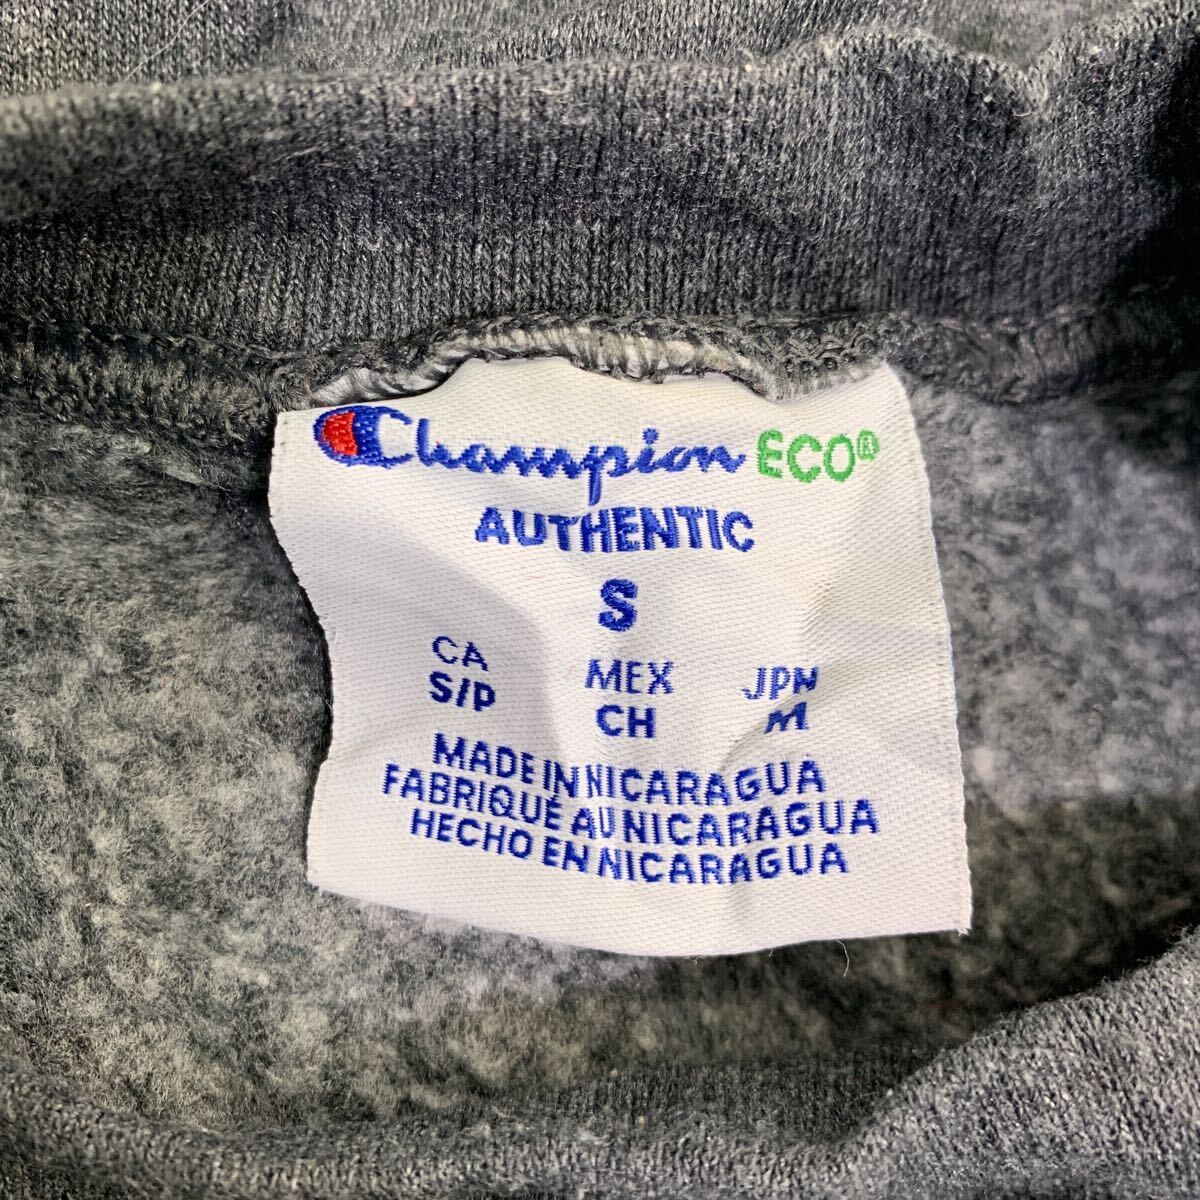 Champion ECO®
AUTHENTIC
S
CA MEX JPN
S/P CH M
MADE IN NICARAGUA
FABRIQUÉ AU NICARAGUA
HECHO EN NICARAGUA